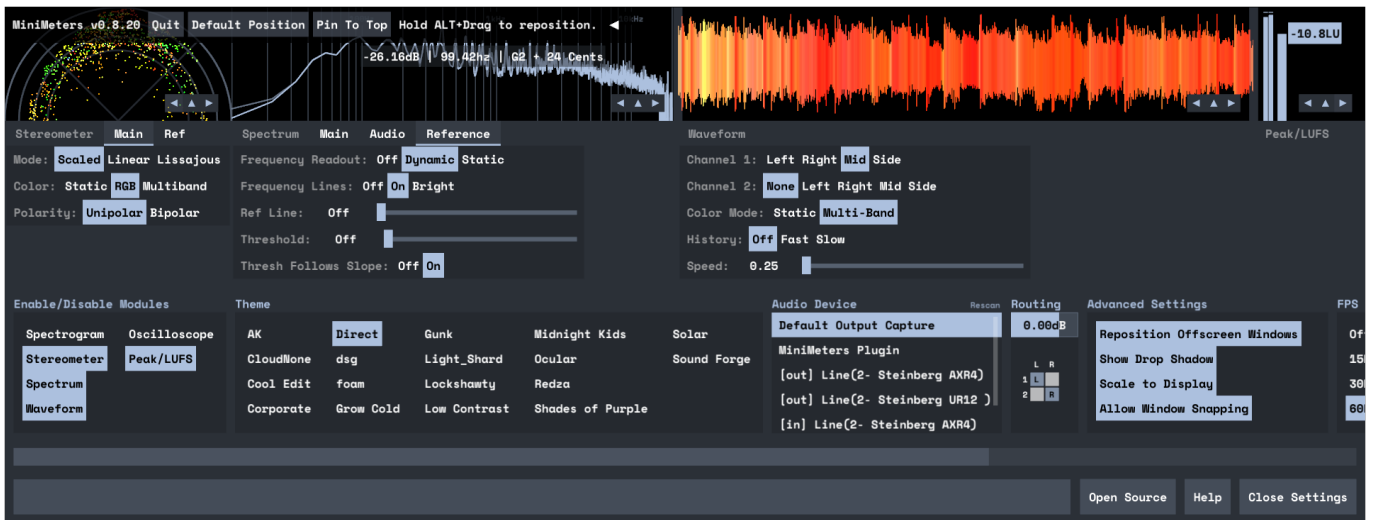 MiniMeters v0.8.20 Quit Default Position Pin To Top Hold ALT+Drag to reposition. ◀
-26.16dB | 99.42hz | G2 + 24 Cents
-10.8LU
Stereometer Main Ref
Mode: Scaled Linear Lissajous
Color: Static RGB Multiband
Polarity: Unipolar Bipolar
Spectrum Main Audio Reference
Frequency Readout: Off Dynamic Static
Frequency Lines: Off On Bright
Ref Line: Off
Threshold: Off
Thresh Follows Slope: Off On
Waveform
Channel 1: Left Right Mid Side
Channel 2: None Left Right Mid Side
Color Mode: Static Multi-Band
History: Off Fast Slow
Speed: 0.25
Peak/LUFS
Enable/Disable Modules
Spectrogram Oscilloscope
Stereometer Peak/LUFS
Spectrum
Waveform
Theme
AK Direct Gunk Midnight Kids Solar
CloudNone dsg Light_Shard Ocular Sound Forge
Cool Edit foam Lockshawty Redza
Corporate Grow Cold Low Contrast Shades of Purple
Audio Device Rescan
Default Output Capture
MiniMeters Plugin
[out] Line(2- Steinberg AXR4)
[out] Line(2- Steinberg UR12 )
[in] Line(2- Steinberg AXR4)
Routing
0.00dB
L R
1 L
2 R
Advanced Settings
Reposition Offscreen Windows
Show Drop Shadow
Scale to Display
Allow Window Snapping
FPS
Of
15
30
60
Open Source Help Close Settings